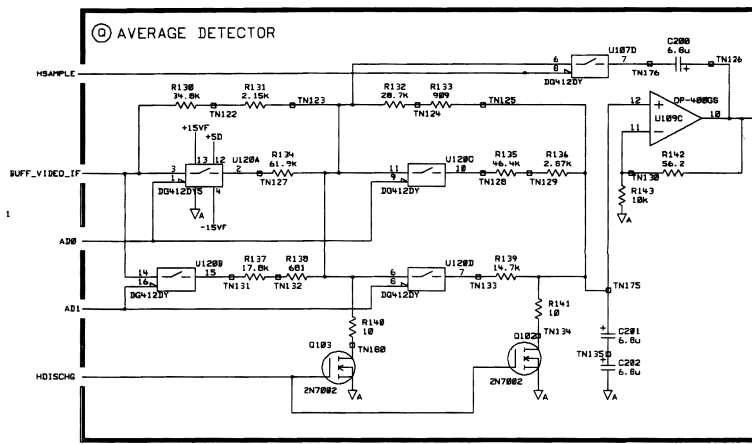 Q AVERAGE DETECTOR
U107D
C200
6.8u
TN126
HSAMPLE
6
8
7
TN176
R130
34.8K
R131
2.15K
TN122
TN123
R132
28.7K
R133
909
TN124
TN125
OP-400GS
12
U109C
10
11
+15VF
+5D
13 12
U120A
3
1
2
4
DG412DY5
-15VF
A
R134
61.9K
TN127
BUFF_VIDEO_IF
U120C
11
9
10
DG412DY
R135
46.4K
R136
2.87K
TN128
TN129
R142
56.2
TN130
R143
10K
A
1
AD0
U120B
14
16
15
DG412DY
R137
17.8K
R138
681
TN131
TN132
U120D
6
8
7
DG412DY
R139
14.7K
TN133
TN175
AD1
R140
10
Q103
TN180
2N7002
A
R141
10
Q102
TN134
2N7002
A
C201
6.8u
TN135
C202
6.8u
A
HDISCHG